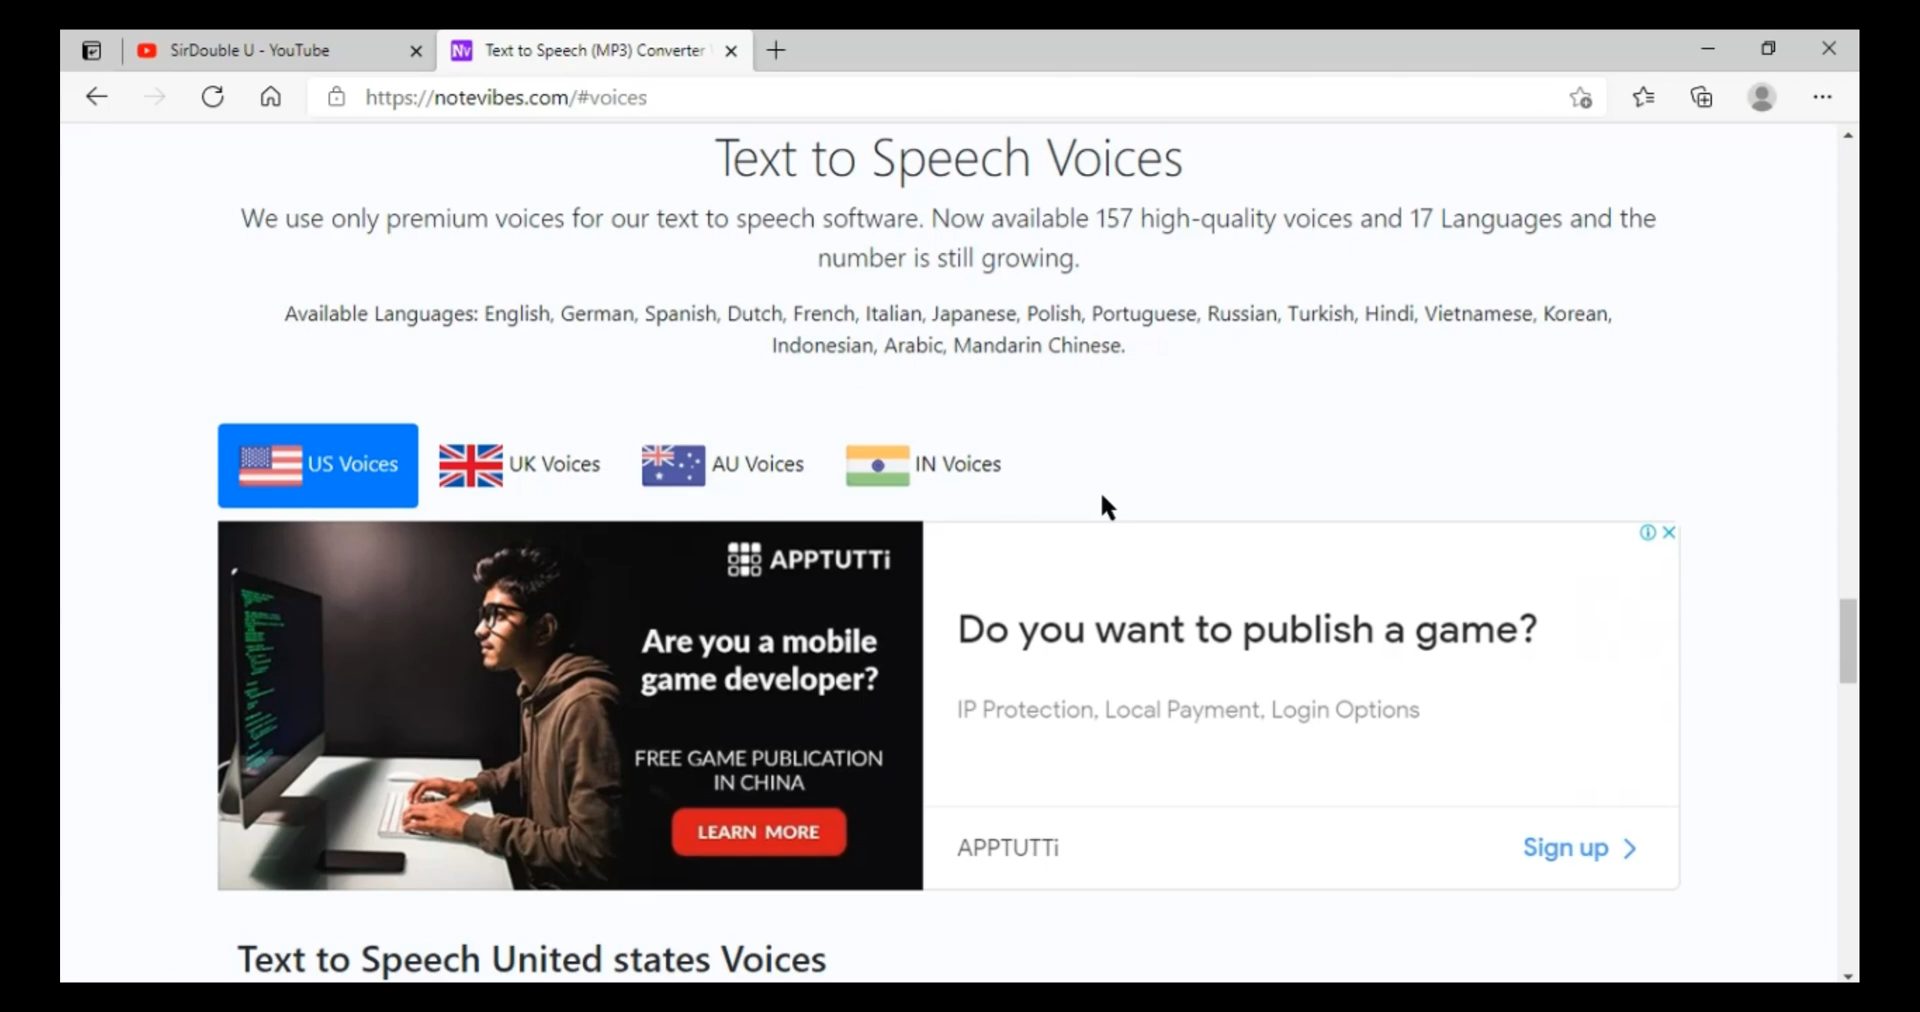 SirDouble U - YouTube
Nv Text to Speech (MP3) Converter
https://notevibes.com/#voices
Text to Speech Voices
We use only premium voices for our text to speech software. Now available 157 high-quality voices and 17 Languages and the
number is still growing.
Available Languages: English, German, Spanish, Dutch, French, Italian, Japanese, Polish, Portuguese, Russian, Turkish, Hindi, Vietnamese, Korean,
Indonesian, Arabic, Mandarin Chinese.
US Voices UK Voices AU Voices IN Voices
APPTUTTi
Are you a mobile
game developer?
FREE GAME PUBLICATION
IN CHINA
LEARN MORE
Do you want to publish a game?
IP Protection, Local Payment, Login Options
APPTUTTi Sign up
Text to Speech United states Voices